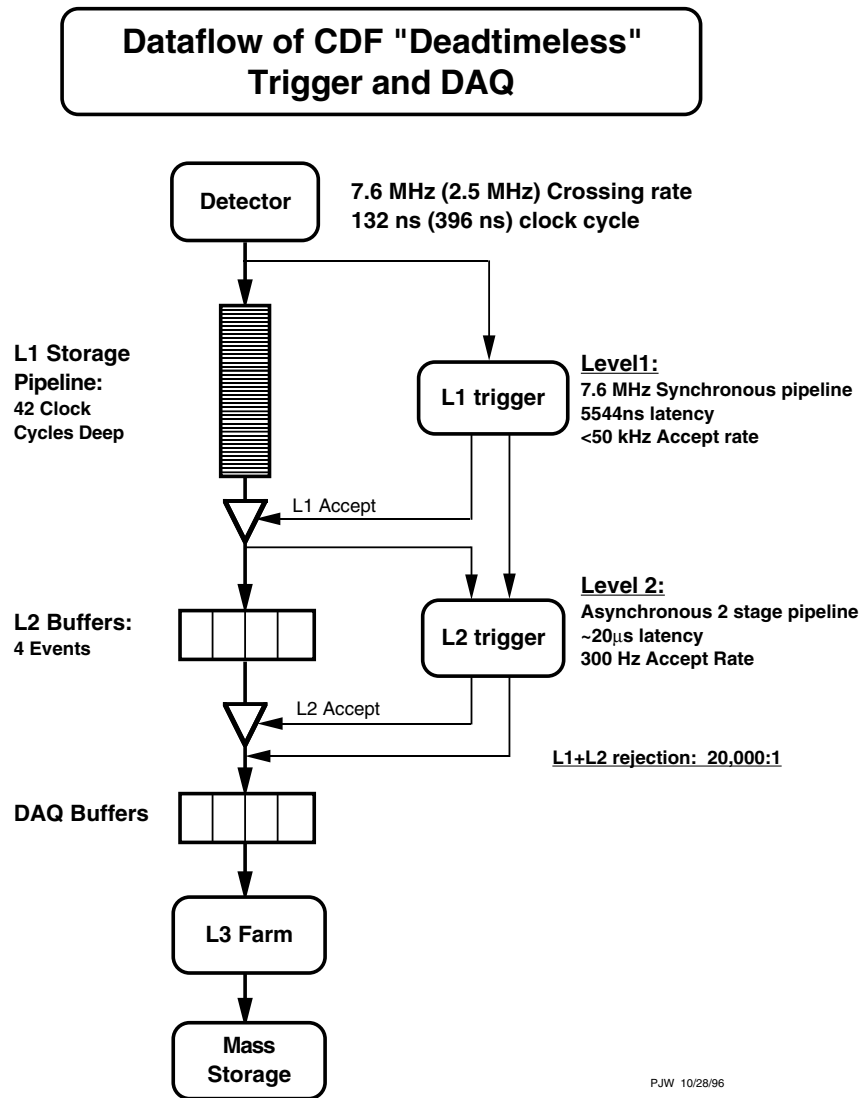 Dataflow of CDF "Deadtimeless"
Trigger and DAQ
Detector
7.6 MHz (2.5 MHz) Crossing rate
132 ns (396 ns) clock cycle
L1 Storage
Pipeline:
42 Clock
Cycles Deep
L1 trigger
Level1:
7.6 MHz Synchronous pipeline
5544ns latency
<50 kHz Accept rate
L1 Accept
L2 Buffers:
4 Events
L2 trigger
Level 2:
Asynchronous 2 stage pipeline
~20μs latency
300 Hz Accept Rate
L2 Accept
L1+L2 rejection: 20,000:1
DAQ Buffers
L3 Farm
Mass
Storage
PJW 10/28/96